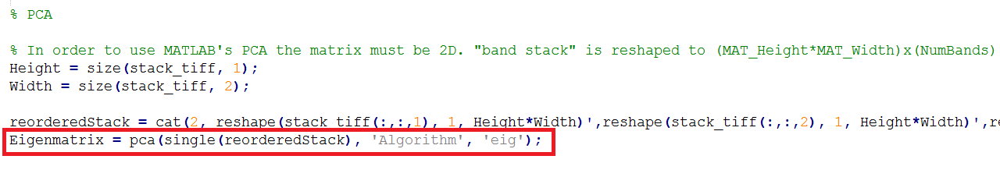 % PCA
% In order to use MATLAB's PCA the matrix must be 2D. "band stack" is reshaped to (MAT_Height*MAT_Width)x(NumBands)
Height = size(stack_tiff, 1);
Width = size(stack_tiff, 2);
reorderedStack = cat(2, reshape(stack_tiff(:,:,1), 1, Height*Width)',reshape(stack_tiff(:,:,2), 1, Height*Width)',re
Eigenmatrix = pca(single(reorderedStack), 'Algorithm', 'eig');